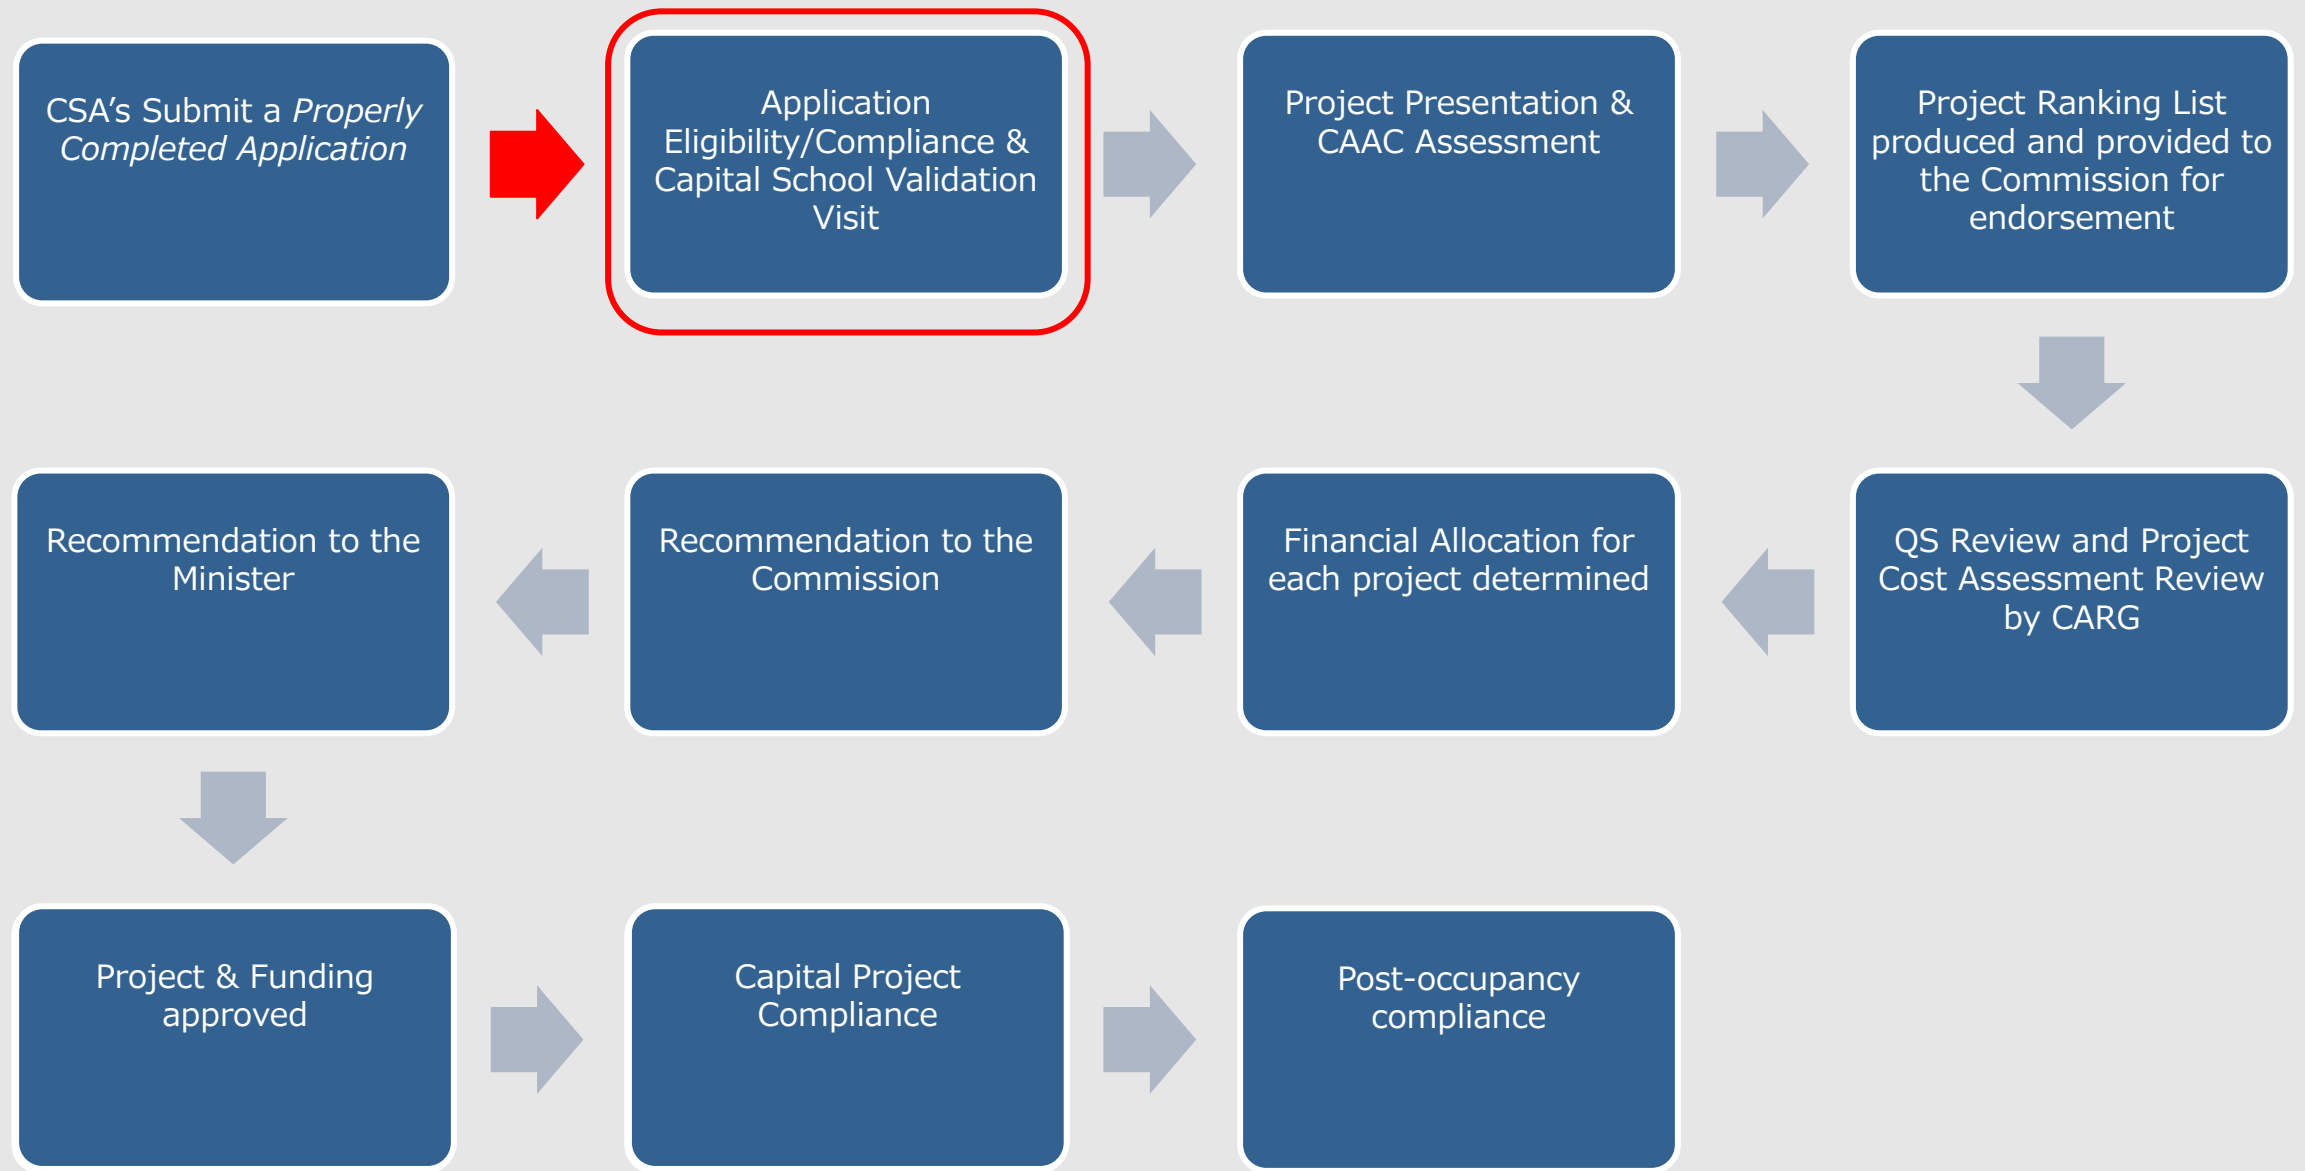 CSA’s Submit a Properly
Completed Application
Application
Eligibility/Compliance &
Capital School Validation
Visit
Project Presentation &
CAAC Assessment
Project Ranking List
produced and provided to
the Commission for
endorsement
QS Review and Project
Cost Assessment Review
by CARG
Financial Allocation for
each project determined
Recommendation to the
Commission
Recommendation to the
Minister
Project & Funding
approved
Capital Project
Compliance
Post-occupancy
compliance